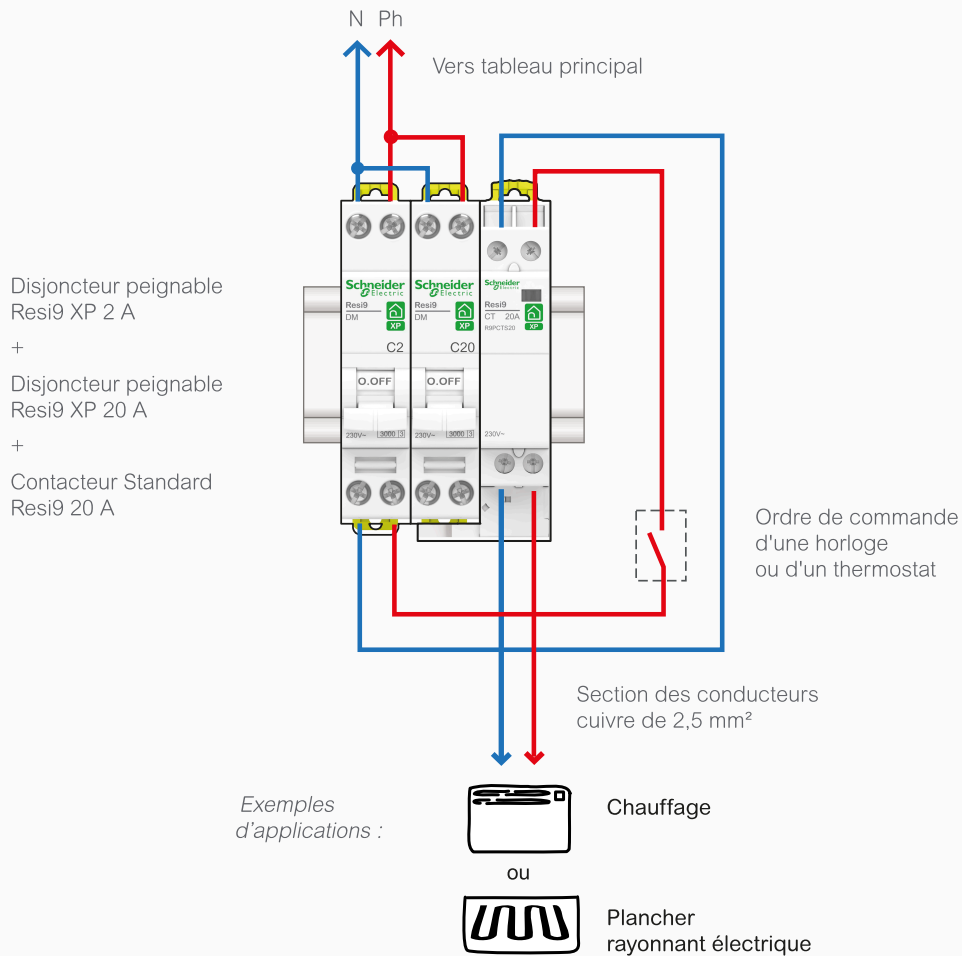 N Ph
Vers tableau principal
Disjoncteur peignable
Resi9 XP 2 A
+
Disjoncteur peignable
Resi9 XP 20 A
+
Contacteur Standard
Resi9 20 A
Schneider
Electric
Resi9
DM
XP
C2
O.OFF
230V~ 3000 3
Schneider
Electric
Resi9
DM
XP
C20
O.OFF
230V~ 3000 3
Schneider
Electric
Resi9
CT 20A
R9PCTS20
XP
230V~
Ordre de commande
d'une horloge
ou d'un thermostat
Section des conducteurs
cuivre de 2,5 mm²
Exemples
d'applications :
Chauffage
ou
Plancher
rayonnant électrique